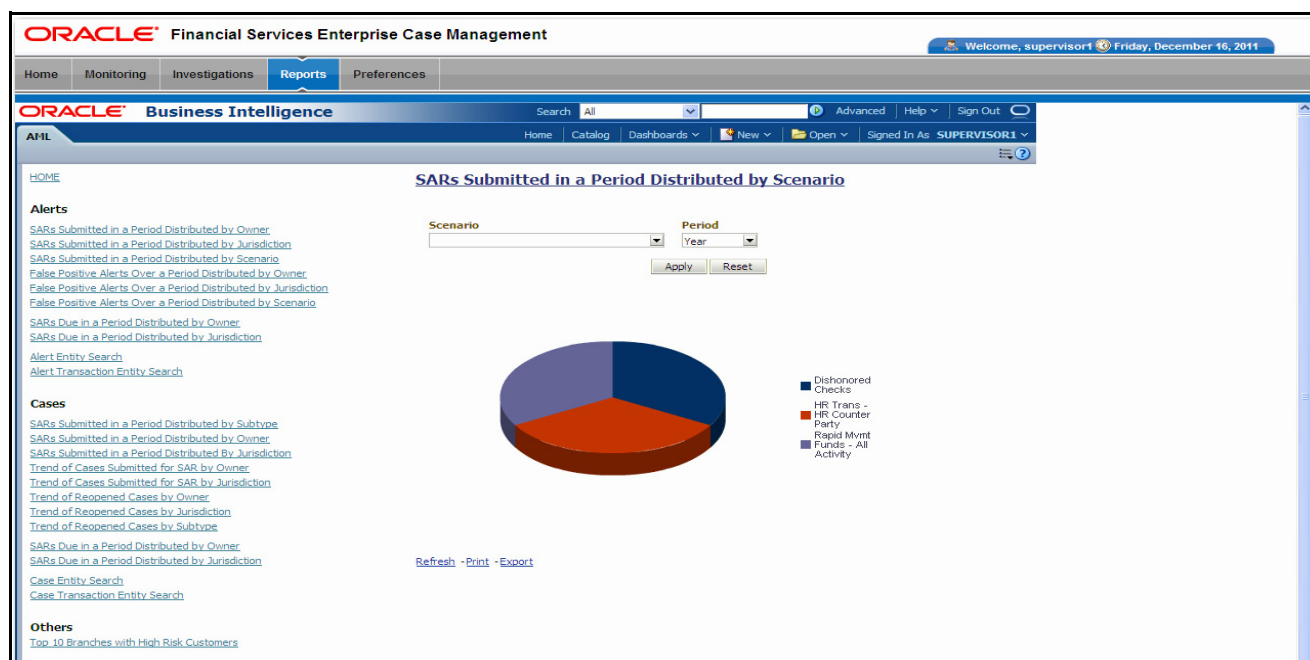 ORACLE® Financial Services Enterprise Case Management
Welcome, supervisor1 Friday, December 16, 2011
Home Monitoring Investigations Reports Preferences
ORACLE® Business Intelligence
Search All Advanced Help Sign Out
AML
Home Catalog Dashboards New Open Signed In As SUPERVISOR1
HOME
Alerts
SARs Submitted in a Period Distributed by Owner
SARs Submitted in a Period Distributed by Jurisdiction
SARs Submitted in a Period Distributed by Scenario
False Positive Alerts Over a Period Distributed by Owner
False Positive Alerts Over a Period Distributed by Jurisdiction
False Positive Alerts Over a Period Distributed by Scenario
SARs Due in a Period Distributed by Owner
SARs Due in a Period Distributed by Jurisdiction
Alert Entity Search
Alert Transaction Entity Search
Cases
SARs Submitted in a Period Distributed by Subtype
SARs Submitted in a Period Distributed by Owner
SARs Submitted in a Period Distributed By Jurisdiction
Trend of Cases Submitted for SAR by Owner
Trend of Cases Submitted for SAR by Jurisdiction
Trend of Reopened Cases by Owner
Trend of Reopened Cases by Jurisdiction
Trend of Reopened Cases by Subtype
SARs Due in a Period Distributed by Owner
SARs Due in a Period Distributed by Jurisdiction
Case Entity Search
Case Transaction Entity Search
Others
Top 10 Branches with High Risk Customers
SARs Submitted in a Period Distributed by Scenario
Scenario Period
Year
Apply Reset
Dishonored
Checks
HR Trans -
HR Counter
Party
Rapid Mvmt
Funds - All
Activity
Refresh - Print - Export